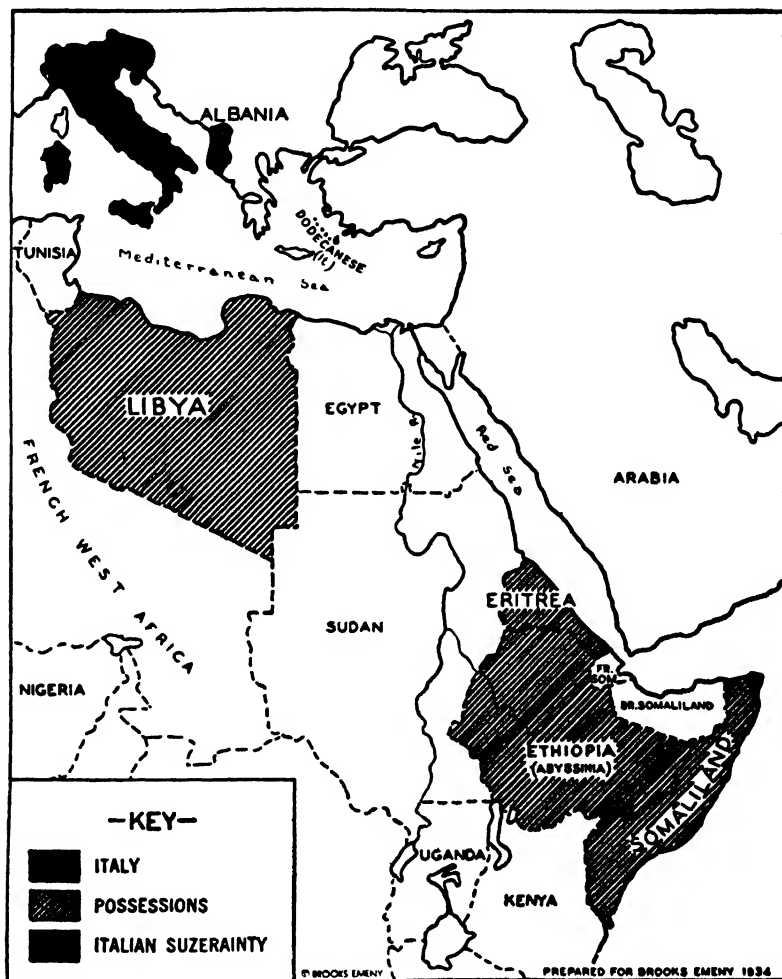 ALBANIA
DODECANESE
(It)
TUNISIA
Mediterranean Sea
LIBYA
EGYPT
Nile R.
Red Sea
ARABIA
FRENCH WEST AFRICA
ERITREA
SUDAN
FR.
SOM.
NIGERIA
BR. SOMALILAND
ETHIOPIA
(ABYSSINIA)
SOMALILAND
—KEY—
ITALY
POSSESSIONS
ITALIAN SUZERAINTY
UGANDA
KENYA
© BROOKS EMENY
PREPARED FOR BROOKS EMENY 1936